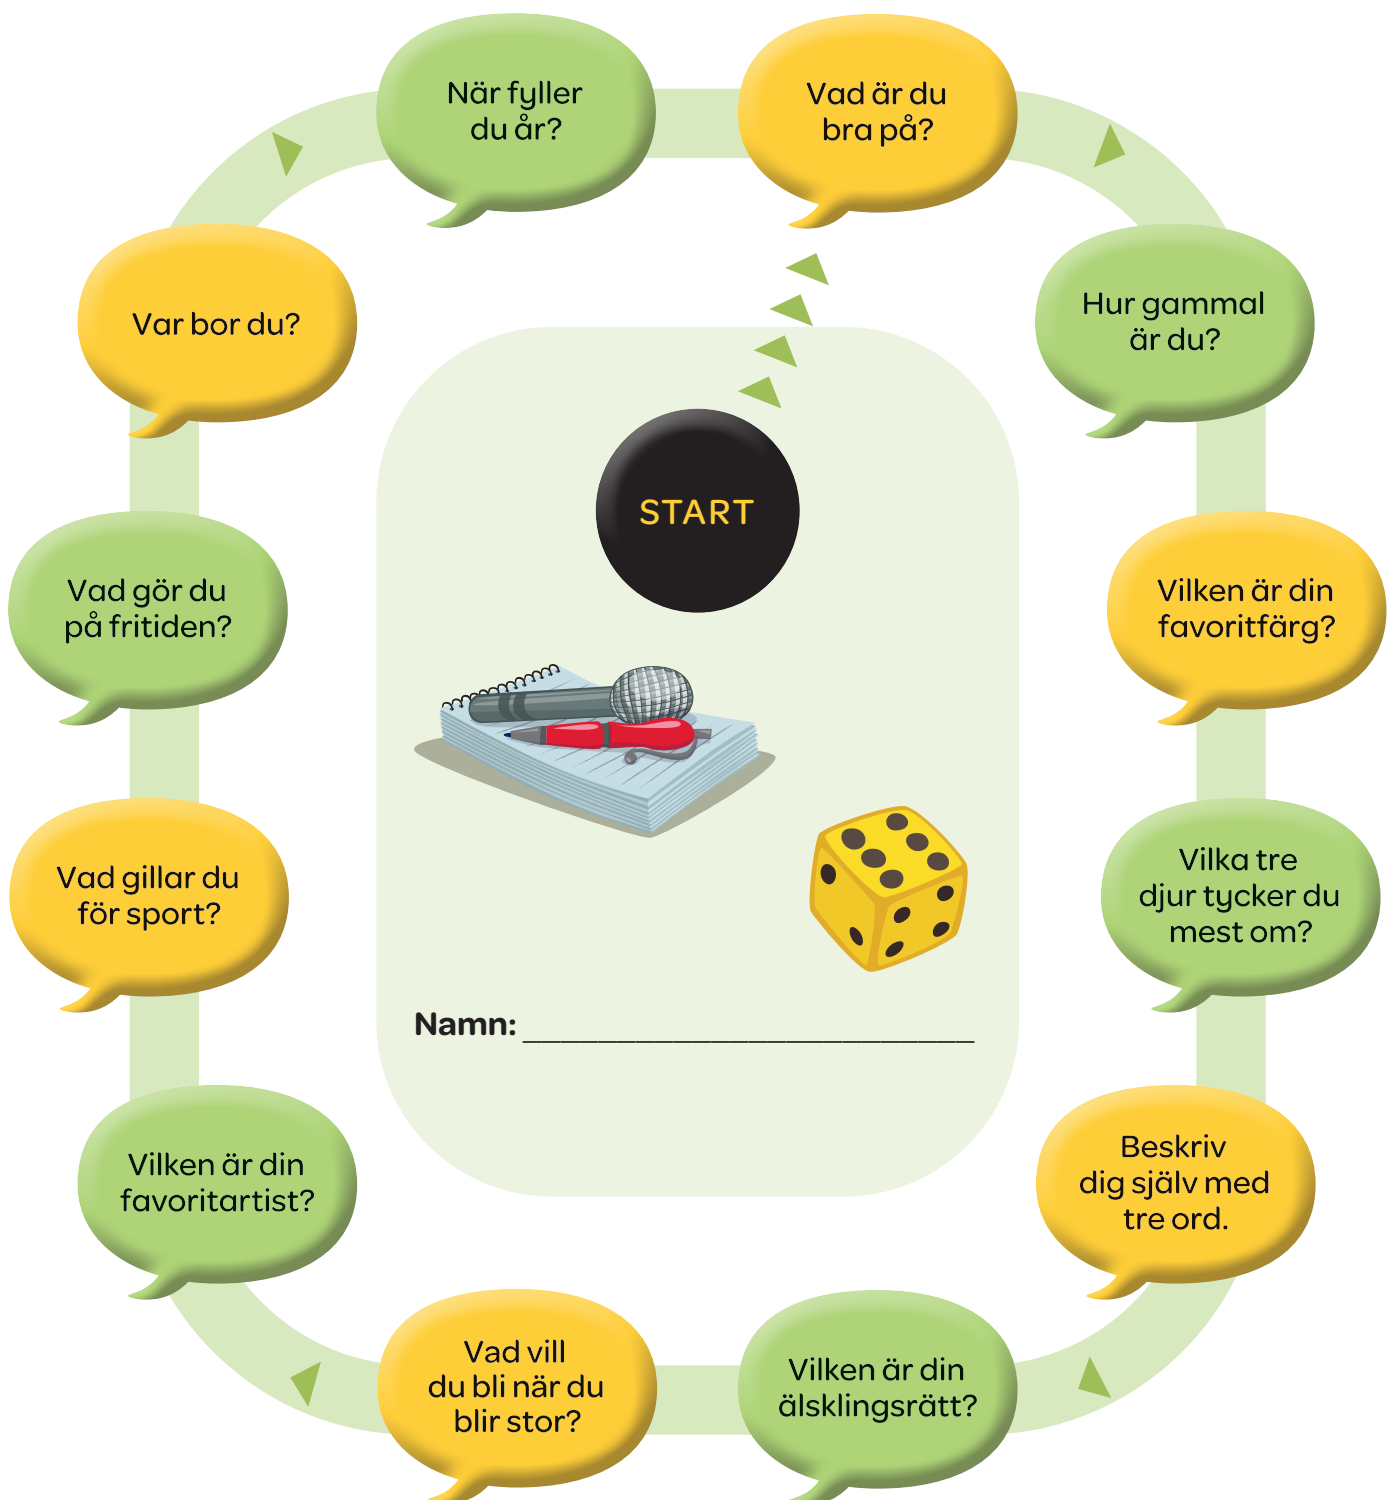 När fyller
du år?
Vad är du
bra på?
Hur gammal
är du?
Var bor du?
START
Vad gör du
på fritiden?
Vilken är din
favoritfärg?
Vad gillar du
för sport?
Vilka tre
djur tycker du
mest om?
Namn:
Vilken är din
favoritartist?
Beskriv
dig själv med
tre ord.
Vad vill
du bli när du
blir stor?
Vilken är din
älsklingsrätt?